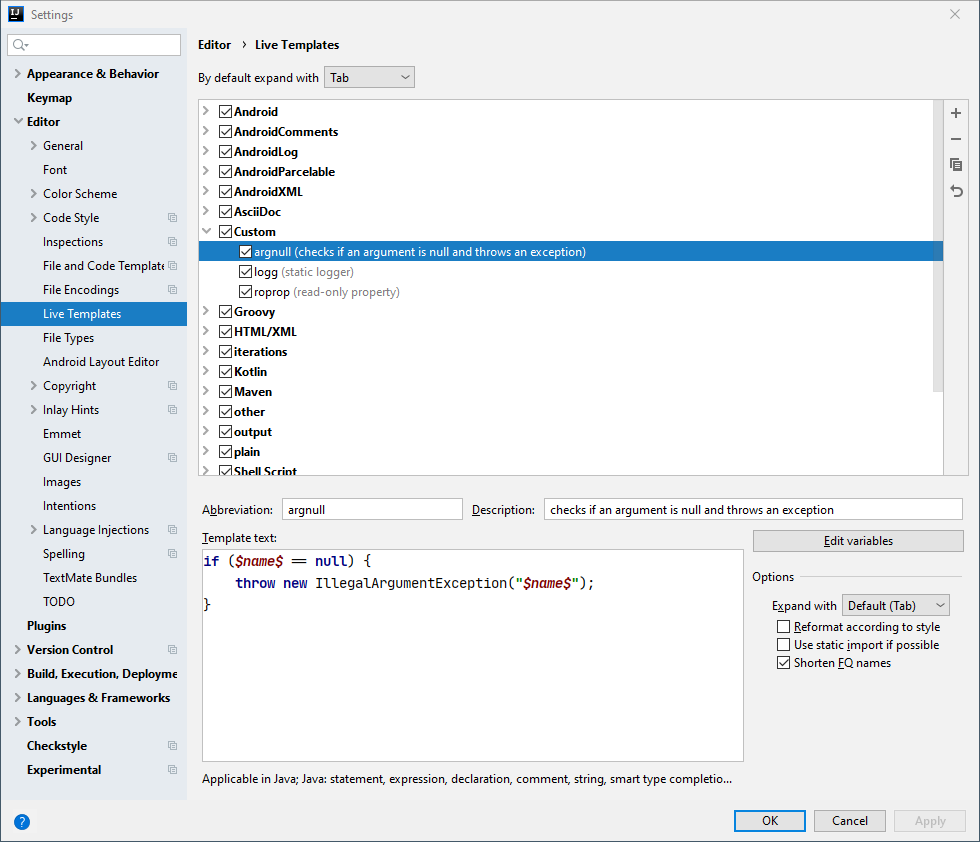 IJ Settings
Editor › Live Templates
By default expand with Tab
Appearance & Behavior
Keymap
Editor
General
Font
Color Scheme
Code Style
Inspections
File and Code Template
File Encodings
Live Templates
File Types
Android Layout Editor
Copyright
Inlay Hints
Emmet
GUI Designer
Images
Intentions
Language Injections
Spelling
TextMate Bundles
TODO
Plugins
Version Control
Build, Execution, Deployme
Languages & Frameworks
Tools
Checkstyle
Experimental
Android
AndroidComments
AndroidLog
AndroidParcelable
AndroidXML
AsciiDoc
Custom
argnull (checks if an argument is null and throws an exception)
logg (static logger)
roprop (read-only property)
Groovy
HTML/XML
iterations
Kotlin
Maven
other
output
plain
Shell Script
Abbreviation: argnull Description: checks if an argument is null and throws an exception
Template text:
if ($name$ == null) {
    throw new IllegalArgumentException("$name$");
}
Edit variables
Options
Expand with Default (Tab)
Reformat according to style
Use static import if possible
Shorten FQ names
Applicable in Java; Java: statement, expression, declaration, comment, string, smart type completio...
? OK Cancel Apply